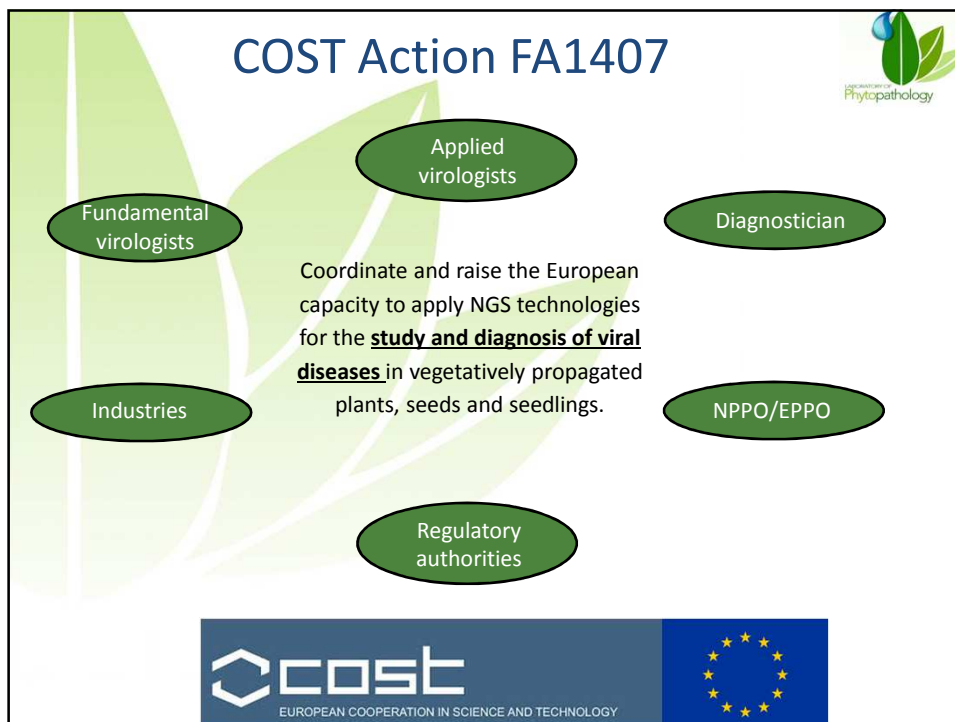 COST Action FA1407
LABORATORY OF
Phytopathology
Applied
virologists
Fundamental
virologists
Diagnostician
Coordinate and raise the European
capacity to apply NGS technologies
for the study and diagnosis of viral
diseases in vegetatively propagated
plants, seeds and seedlings.
Industries
NPPO/EPPO
Regulatory
authorities
cost
EUROPEAN COOPERATION IN SCIENCE AND TECHNOLOGY